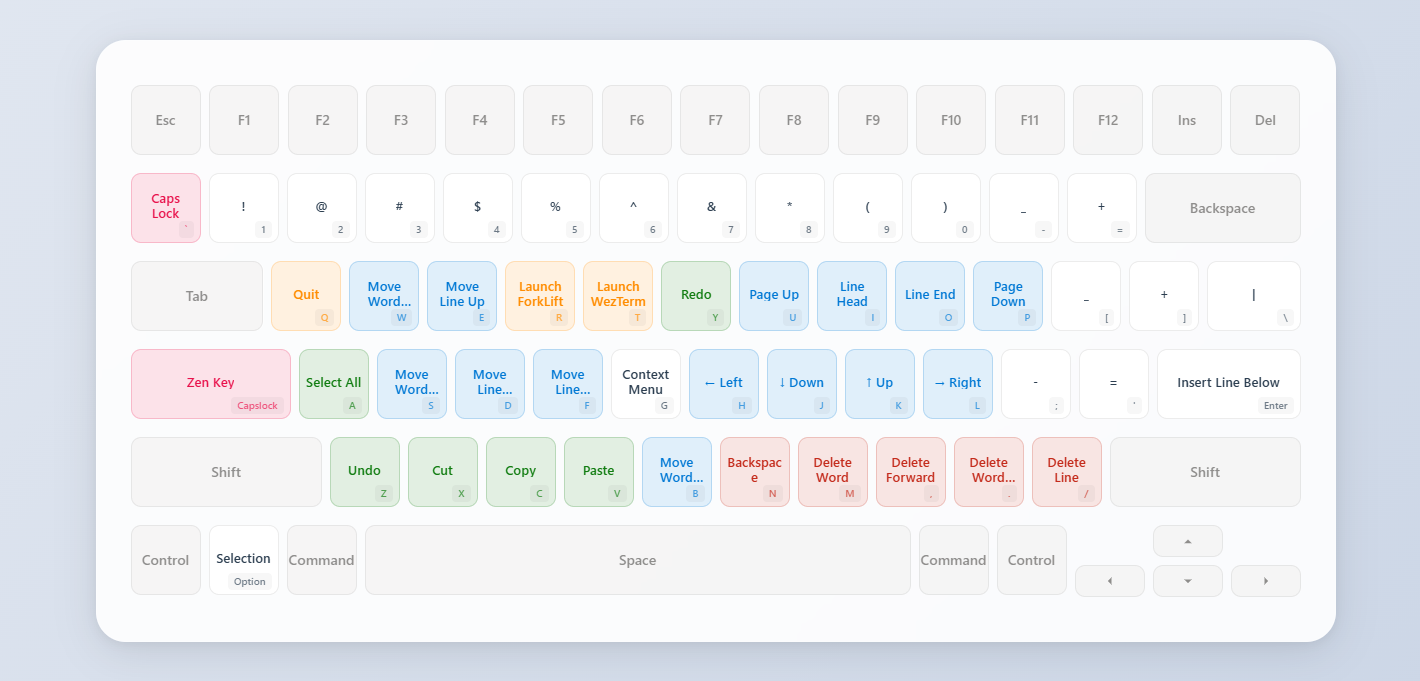 Esc F1 F2 F3 F4 F5 F6 F7 F8 F9 F10 F11 F12 Ins Del
Caps
Lock
`
!
1
@
2
#
3
$
4
%
5
^
6
&
7
*
8
(
9
)
0
_
-
+
=
Backspace
Tab
Quit
Q
Move
Word...
W
Move
Line Up
E
Launch
ForkLift
R
Launch
WezTerm
T
Redo
Y
Page Up
U
Line
Head
I
Line End
O
Page
Down
P
_
[
+
]
|
\
Zen Key
Capslock
Select All
A
Move
Word...
S
Move
Line...
D
Move
Line...
F
Context
Menu
G
← Left
H
↓ Down
J
↑ Up
K
→ Right
L
-
;
=
'
Insert Line Below
Enter
Shift
Undo
Z
Cut
X
Copy
C
Paste
V
Move
Word...
B
Backspac
e
N
Delete
Word
M
Delete
Forward
,
Delete
Word...
.
Delete
Line
/
Shift
Control
Selection
Option
Command
Space
Command
Control